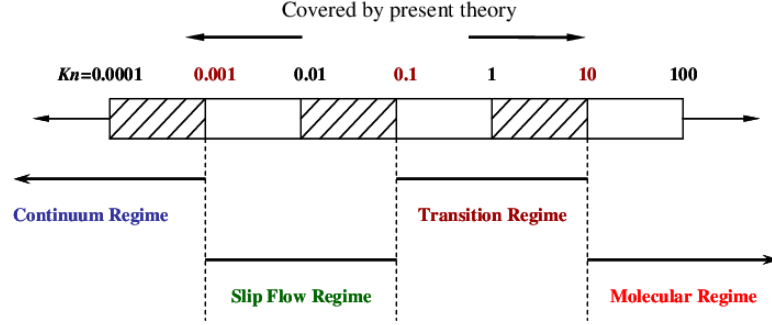 Covered by present theory
Kn=0.0001 0.001 0.01 0.1 1 10 100
Continuum Regime Transition Regime
Slip Flow Regime Molecular Regime